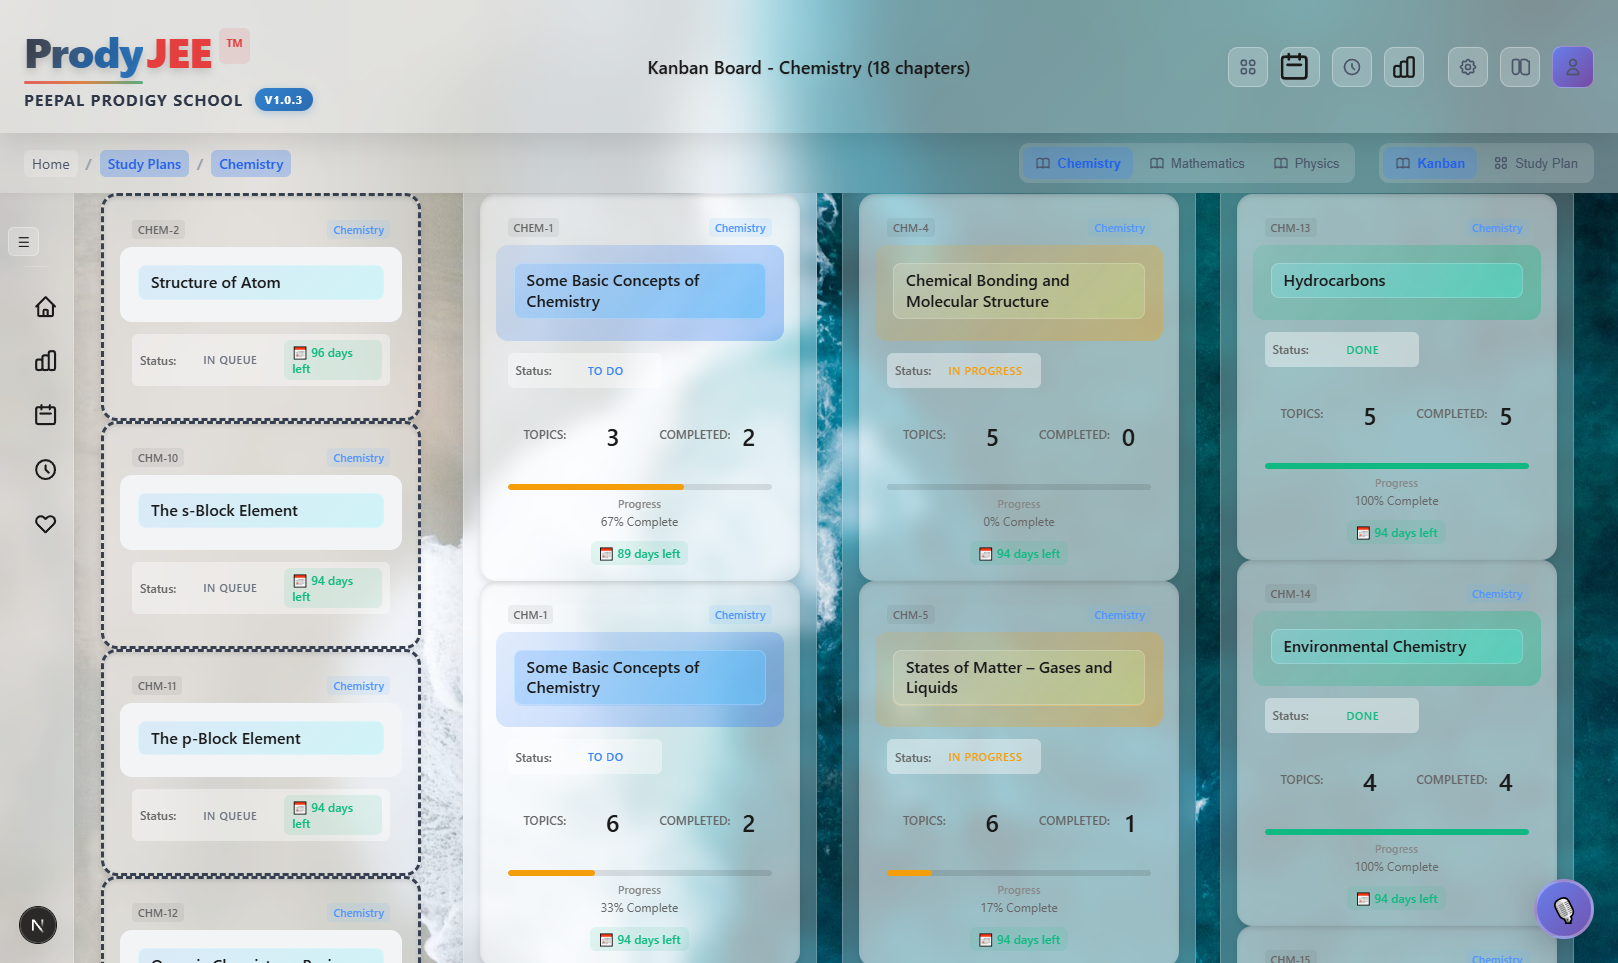 ProdyJEE TM
PEEPAL PRODIGY SCHOOL V1.0.3
Kanban Board - Chemistry (18 chapters)
Home / Study Plans / Chemistry
Chemistry Mathematics Physics
Kanban Study Plan
CHEM-2 Chemistry
Structure of Atom
Status: IN QUEUE 96 days
left
CHM-10 Chemistry
The s-Block Element
Status: IN QUEUE 94 days
left
CHM-11 Chemistry
The p-Block Element
Status: IN QUEUE 94 days
left
CHM-12 Chemistry
CHEM-1 Chemistry
Some Basic Concepts of
Chemistry
Status: TO DO
TOPICS: 3 COMPLETED: 2
Progress
67% Complete
89 days left
CHM-1 Chemistry
Some Basic Concepts of
Chemistry
Status: TO DO
TOPICS: 6 COMPLETED: 2
Progress
33% Complete
94 days left
CHM-4 Chemistry
Chemical Bonding and
Molecular Structure
Status: IN PROGRESS
TOPICS: 5 COMPLETED: 0
Progress
0% Complete
94 days left
CHM-5 Chemistry
States of Matter – Gases and
Liquids
Status: IN PROGRESS
TOPICS: 6 COMPLETED: 1
Progress
17% Complete
94 days left
CHM-13 Chemistry
Hydrocarbons
Status: DONE
TOPICS: 5 COMPLETED: 5
Progress
100% Complete
94 days left
CHM-14 Chemistry
Environmental Chemistry
Status: DONE
TOPICS: 4 COMPLETED: 4
Progress
100% Complete
94 days left
CHM-15 Chemistry
N